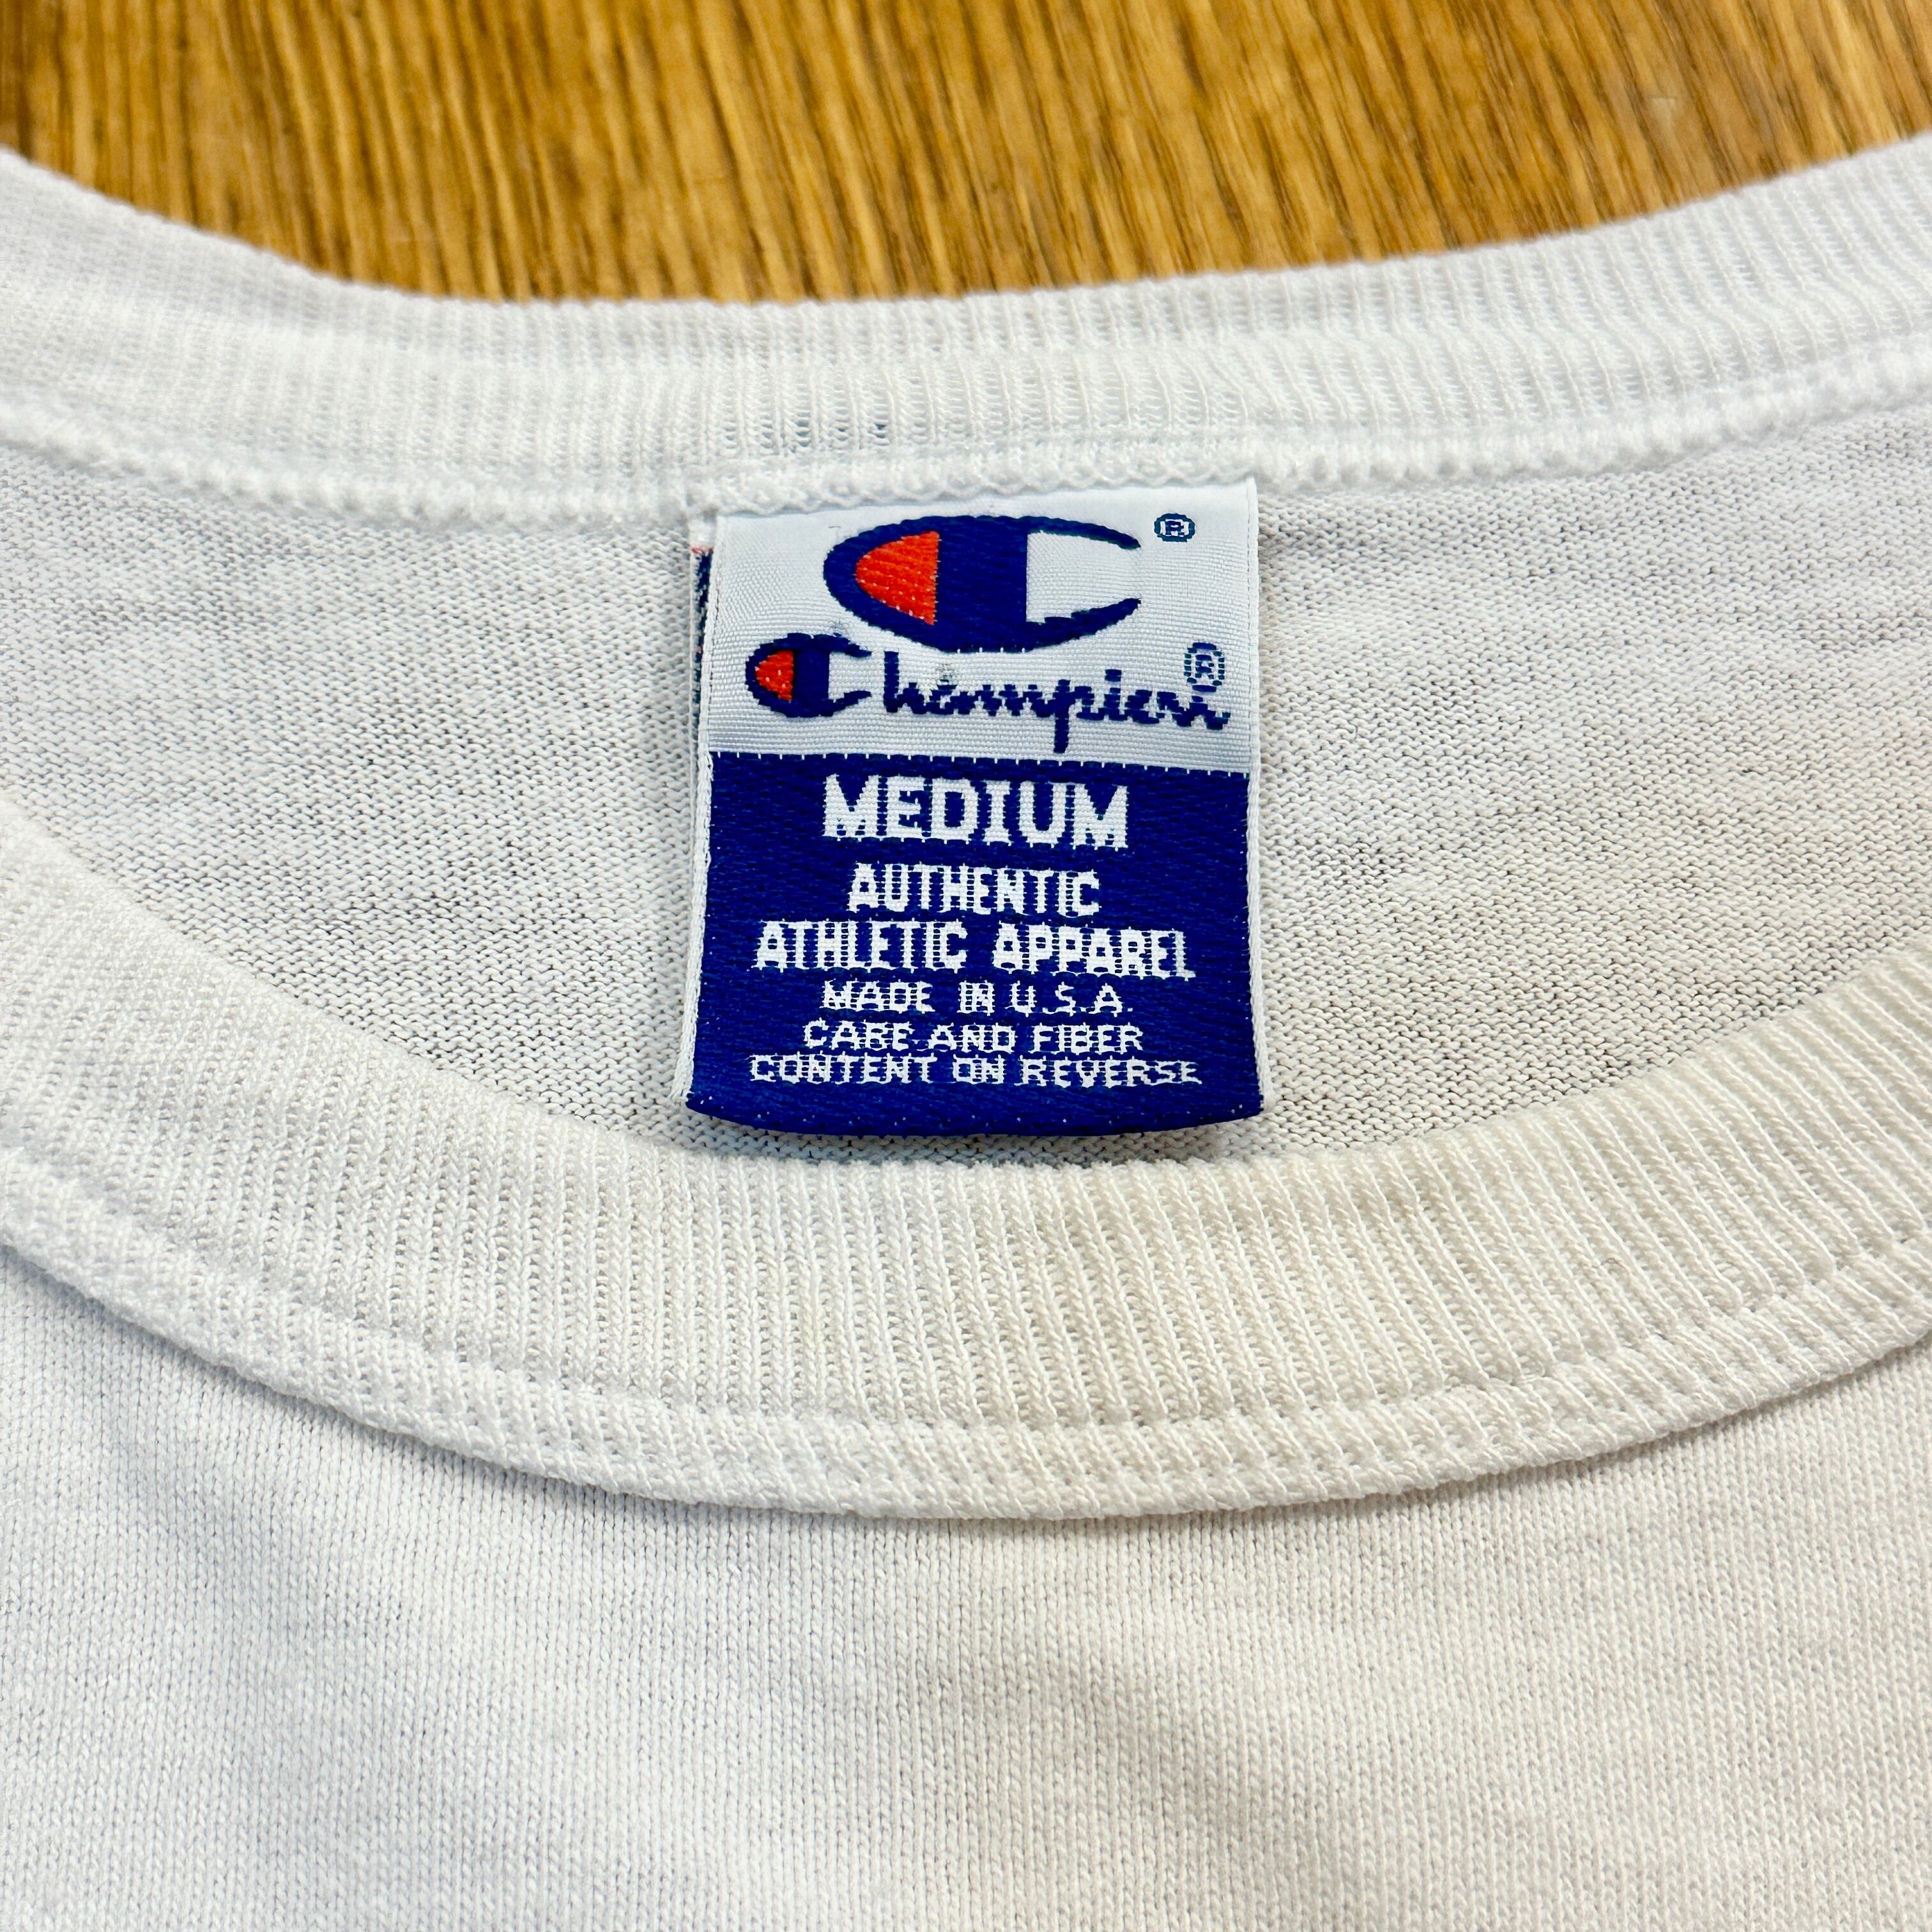 ®
Champion®
MEDIUM
AUTHENTIC
ATHLETIC APPAREL
MADE IN U.S.A.
CARE AND FIBER
CONTENT ON REVERSE